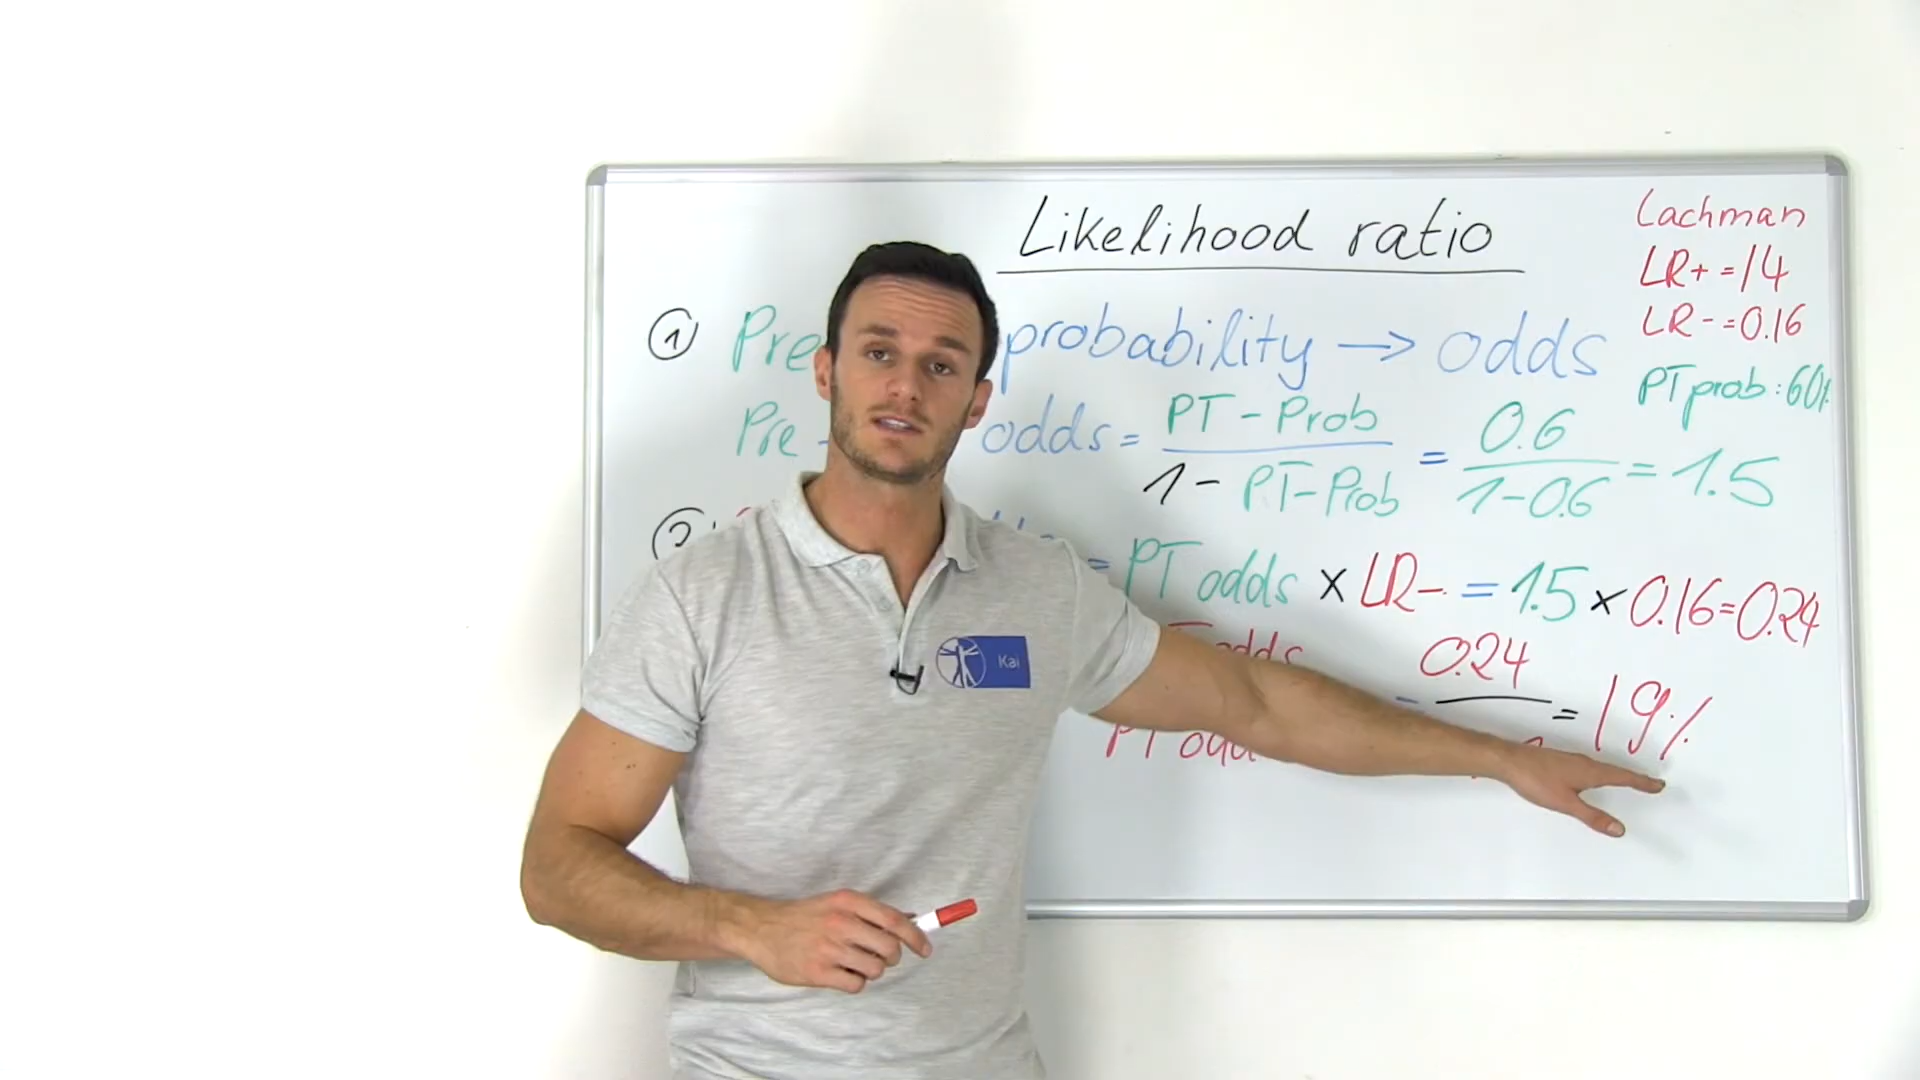 Likelihood ratio
Lachman
LR+ = 14
LR- = 0.16
PT prob: 60%
1 Pre probability → odds
Pre - odds = PT - Prob / 1 - PT-Prob = 0.6 / 1-0.6 = 1.5
2 = PT odds × LR- = 1.5 × 0.16 = 0.24
odds
PT = 0.24 = 19%
Kai